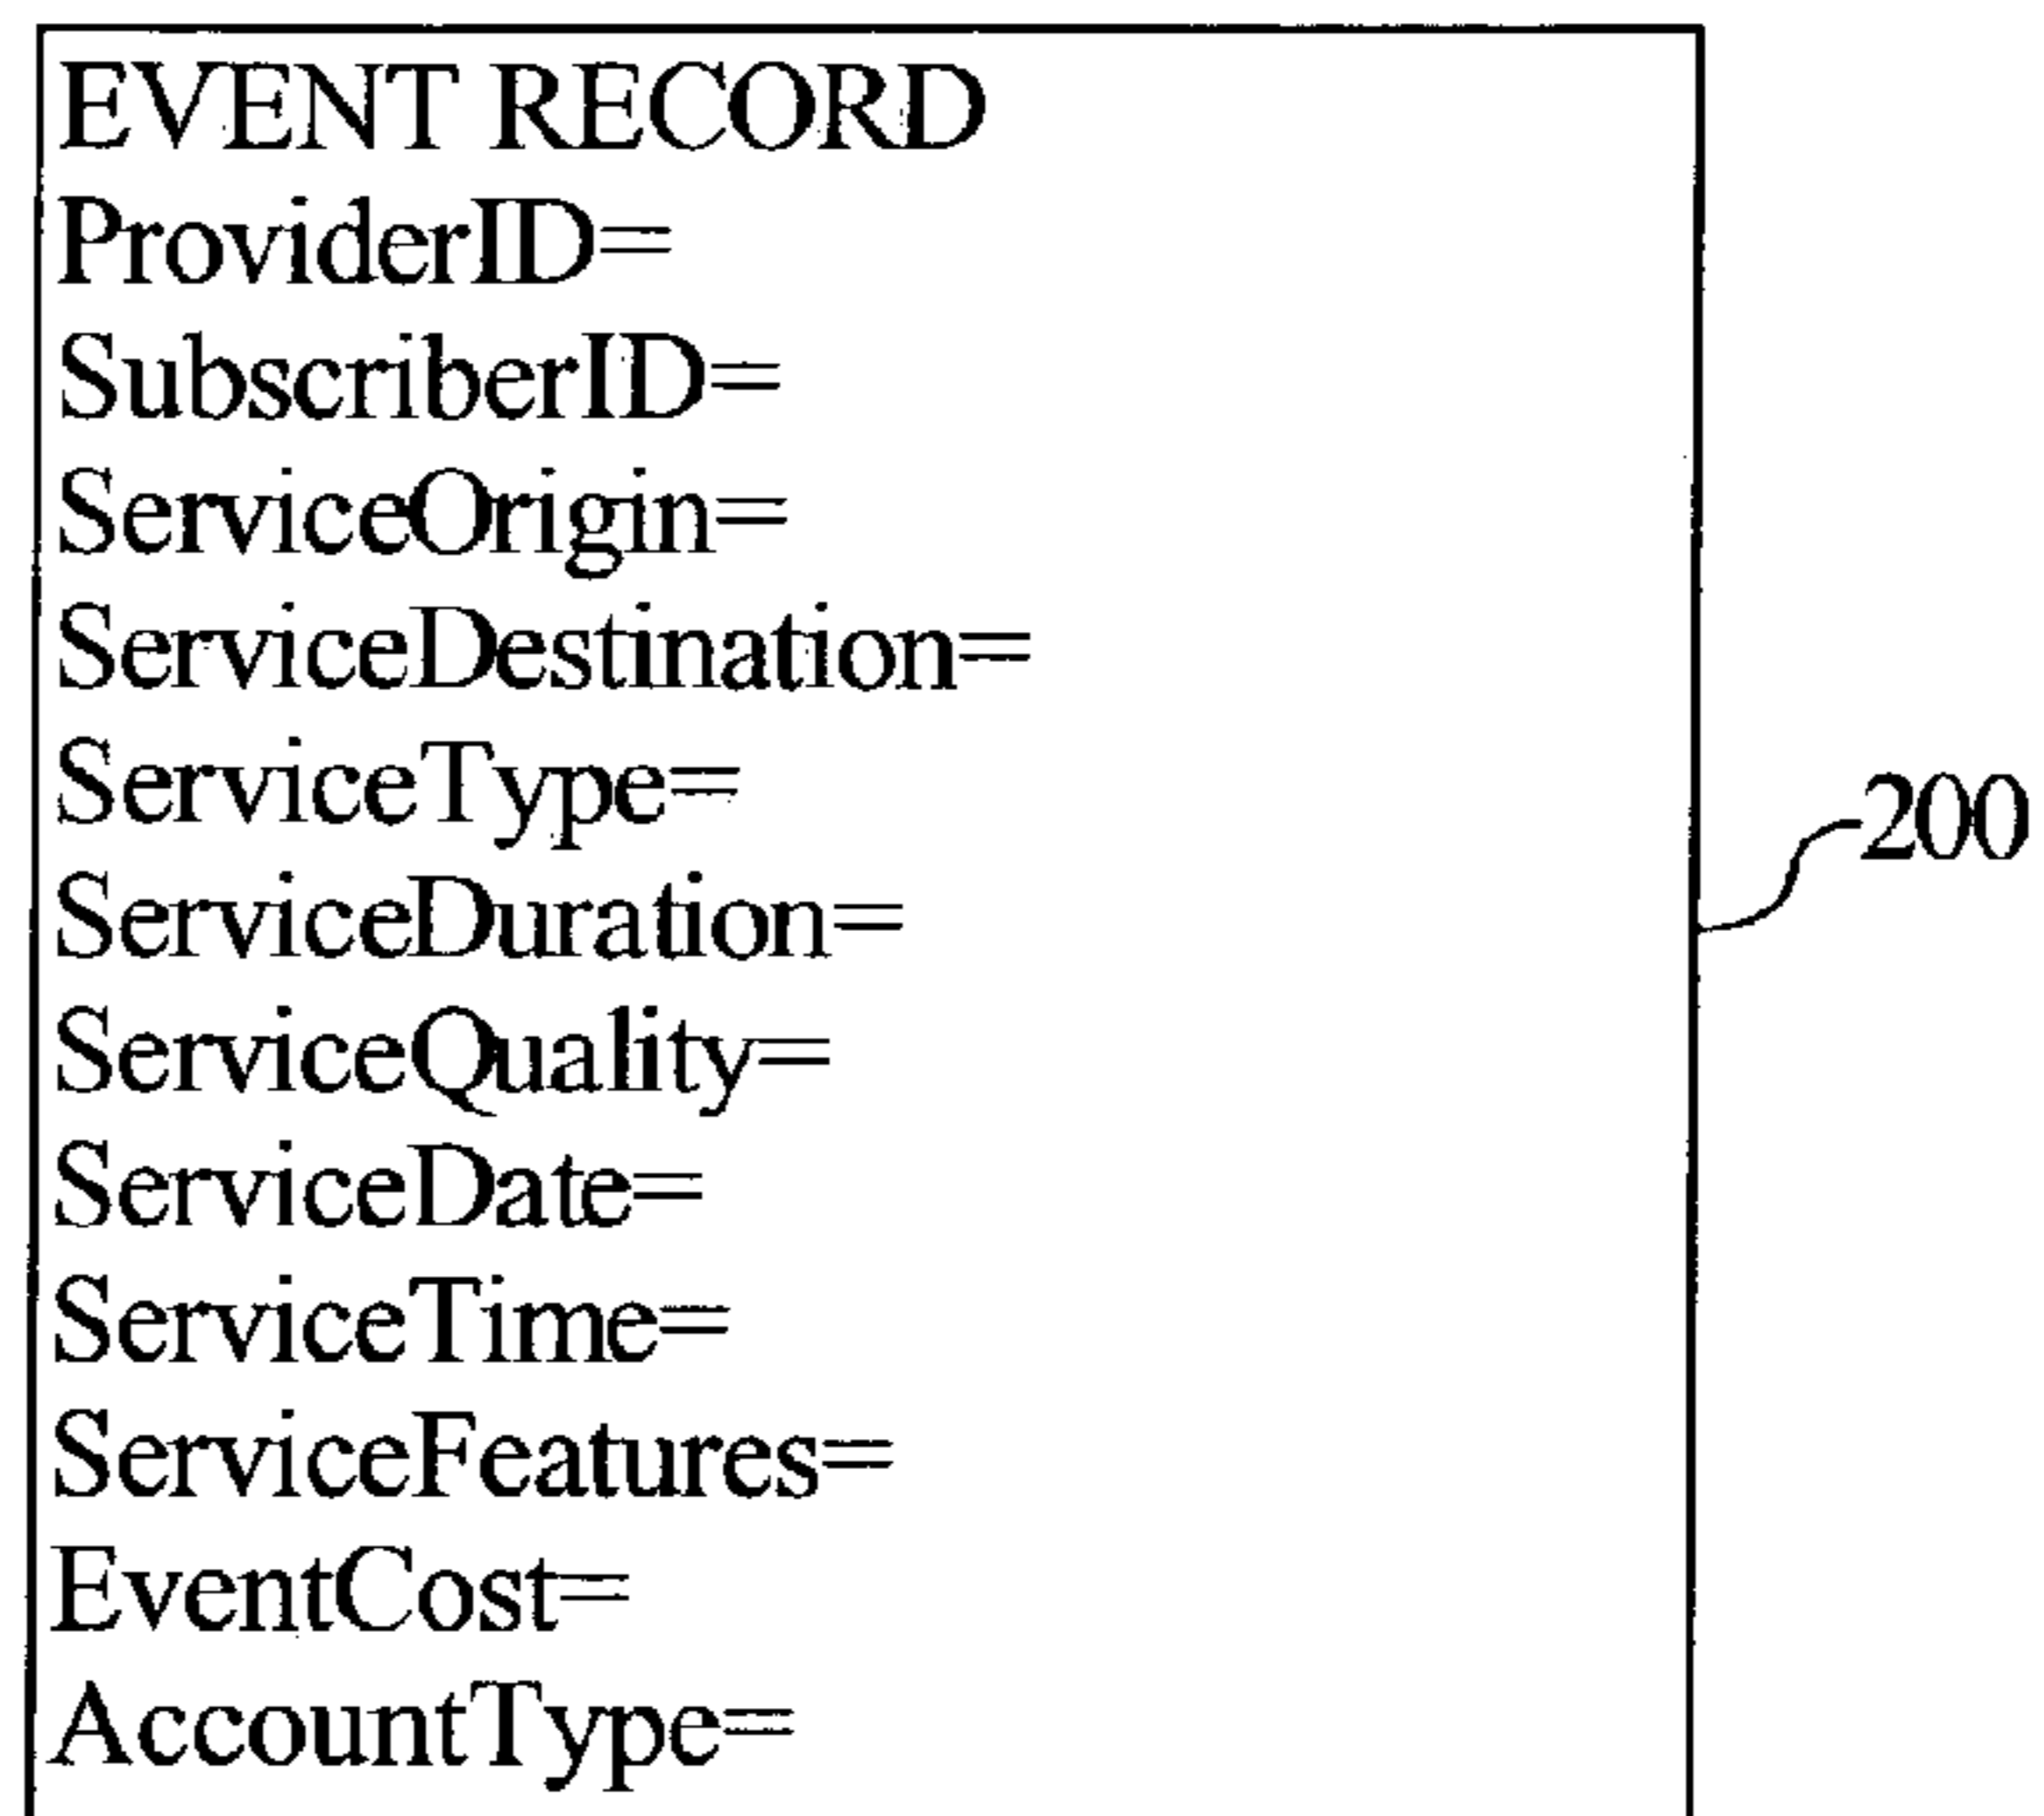 EVENT RECORD
ProviderID=
SubscriberID=
ServiceOrigin=
ServiceDestination=
ServiceType=
200
ServiceDuration=
ServiceQuality=
ServiceDate=
ServiceTime=
ServiceFeatures=
EventCost=
AccountType=